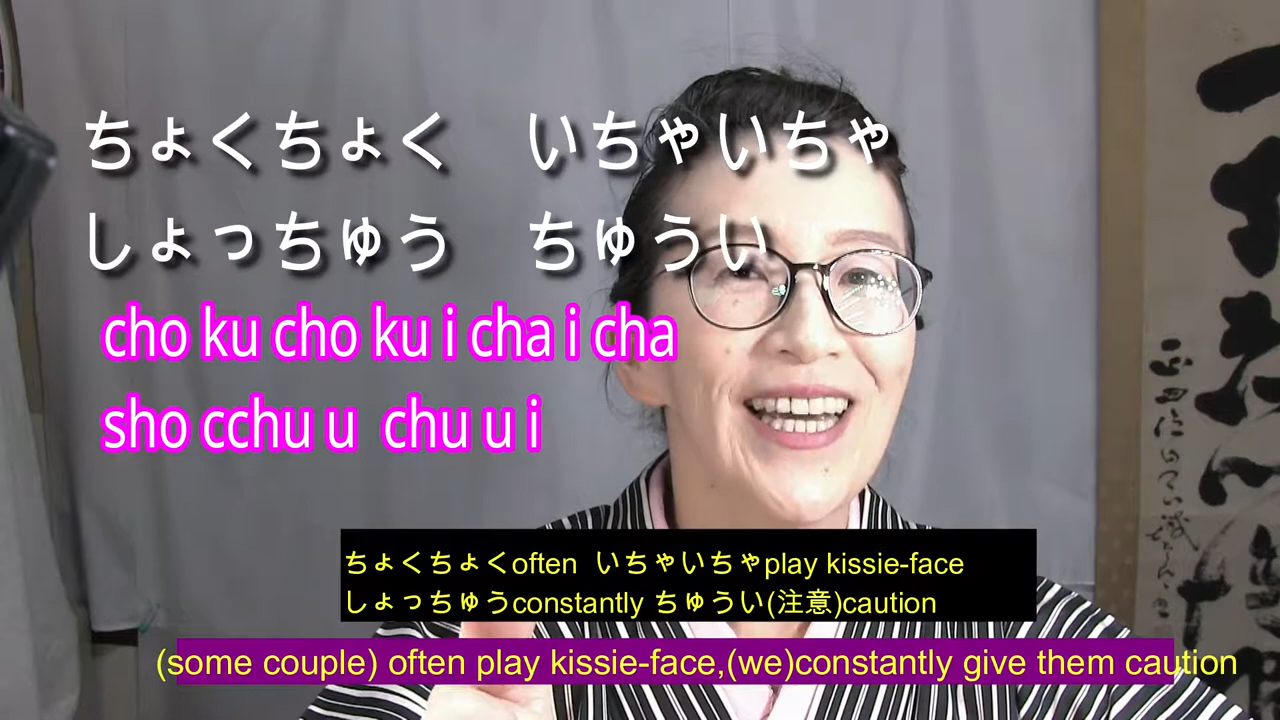 ちょくちょく　いちゃいちゃ
しょっちゅう　ちゅうい
cho ku cho ku i cha i cha
sho cchu u chu u i
ちょくちょくoften いちゃいちゃplay kissie-face
しょっちゅうconstantly ちゅうい(注意)caution
(some couple) often play kissie-face,(we)constantly give them caution